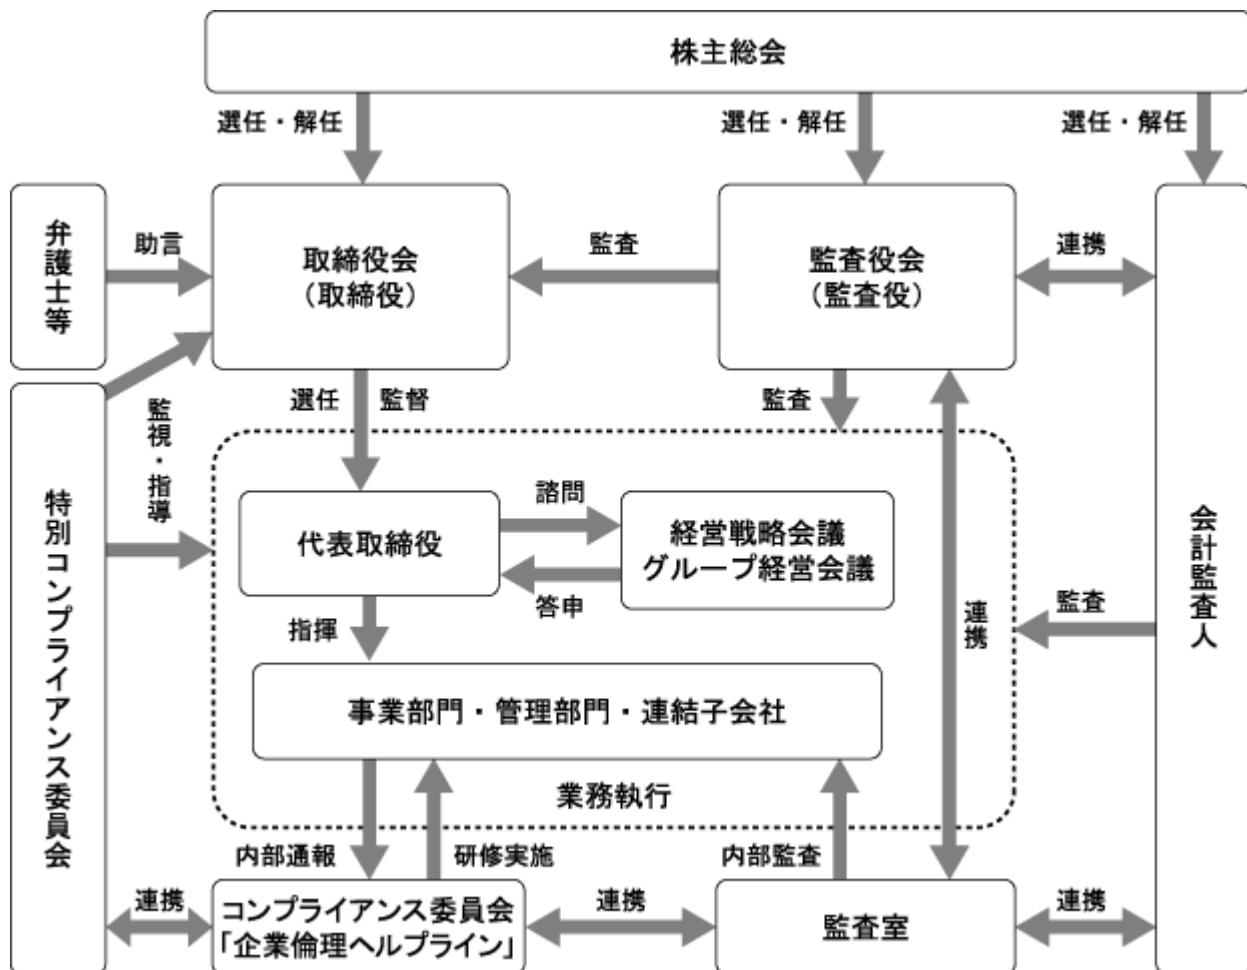 株主総会
選任・解任
選任・解任
選任・解任
弁護士等
助言
取締役会
(取締役)
監査
監査役会
(監査役)
連携
監視・指導
選任
監督
監査
特別コンプライアンス委員会
代表取締役
諮問
答申
経営戦略会議
グループ経営会議
連携
会計監査人
監査
指揮
事業部門・管理部門・連結子会社
業務執行
内部通報
研修実施
内部監査
連携
コンプライアンス委員会
「企業倫理ヘルプライン」
連携
監査室
連携